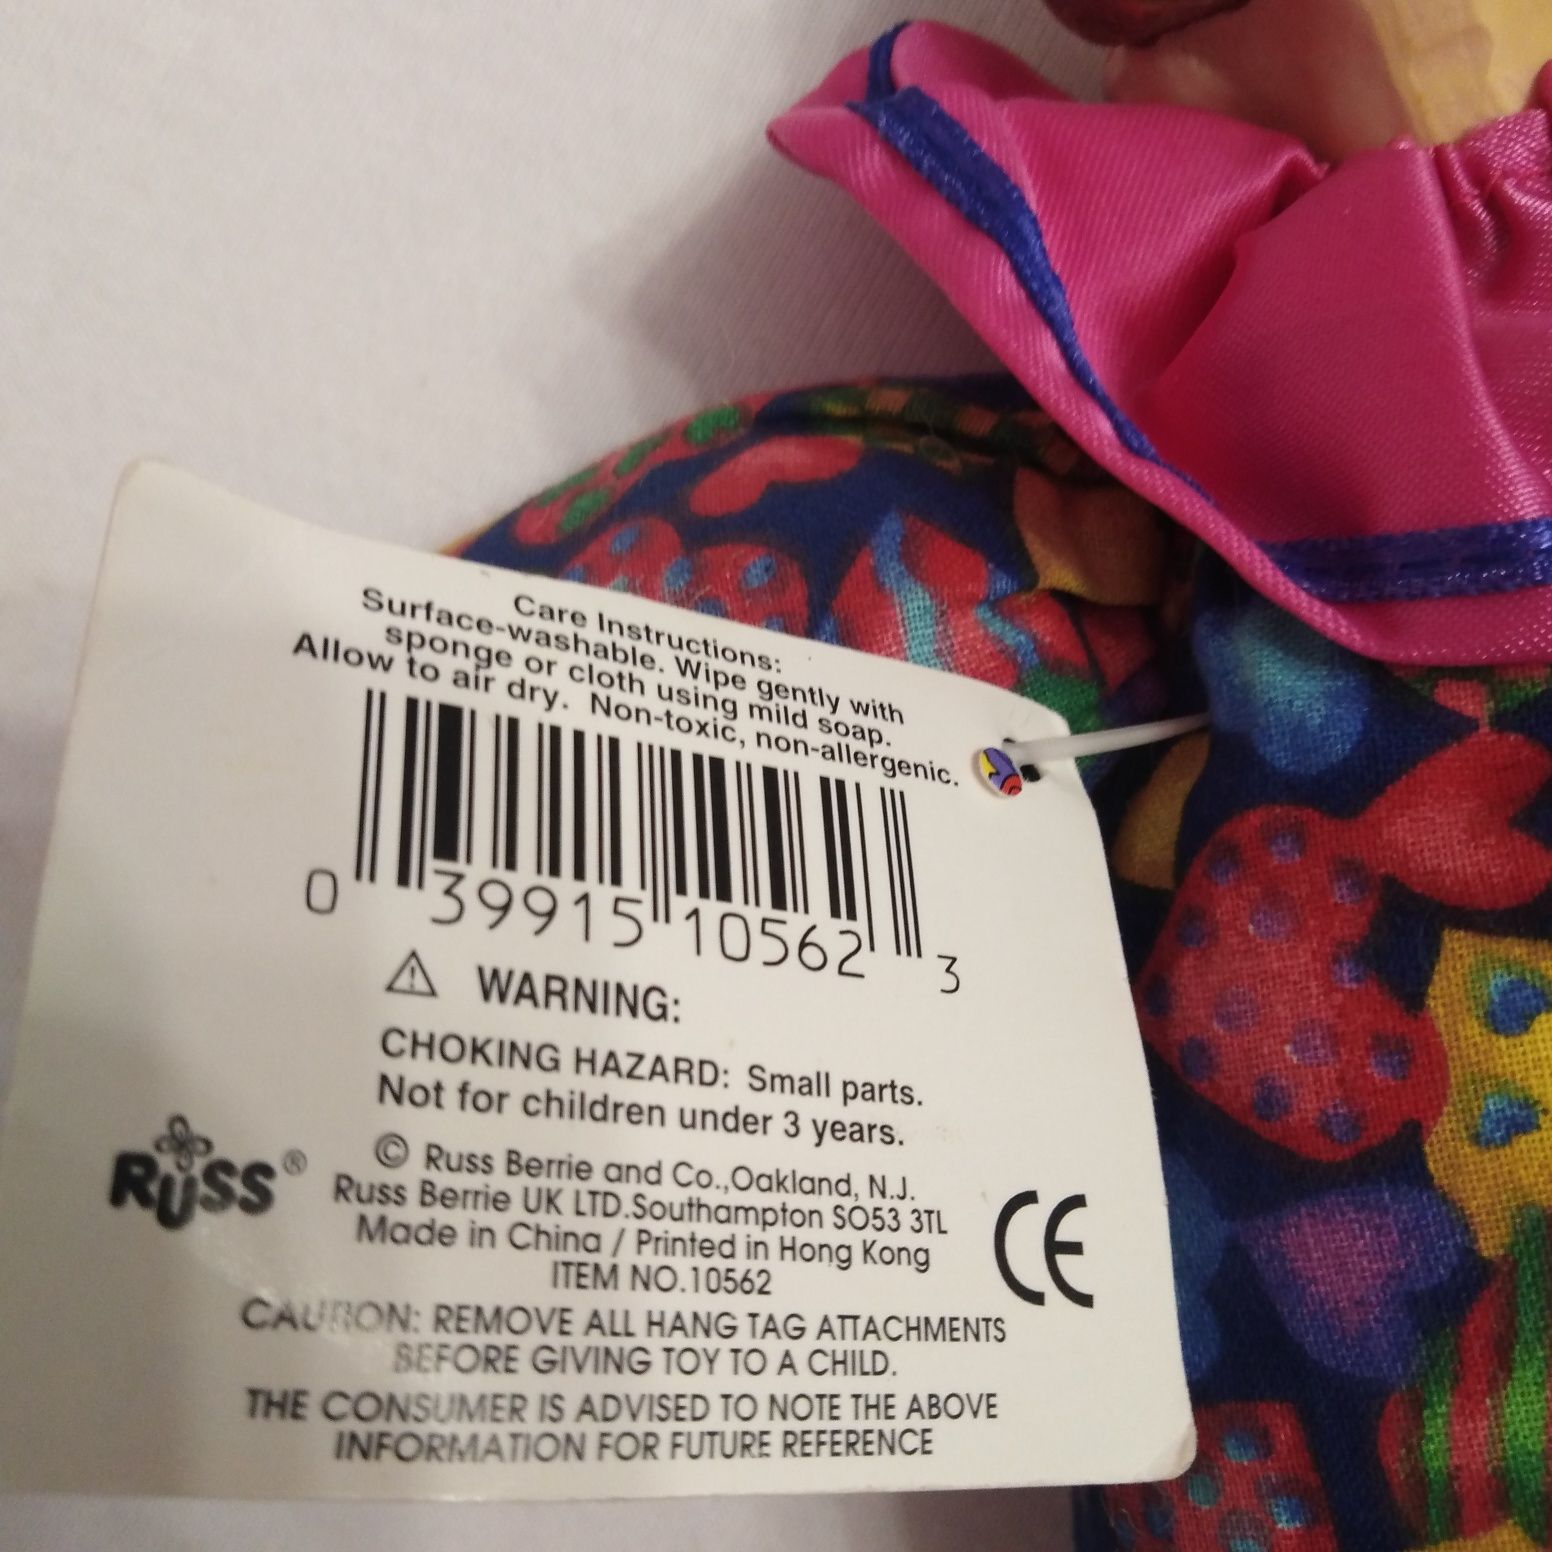 Care Instructions:
Surface-washable. Wipe gently with
sponge or cloth using mild soap.
Allow to air dry. Non-toxic, non-allergenic.
0 39915 10562 3
⚠ WARNING:
CHOKING HAZARD: Small parts.
Not for children under 3 years.
RUSS®
© Russ Berrie and Co.,Oakland, N.J.
Russ Berrie UK LTD.Southampton SO53 3TL
Made in China / Printed in Hong Kong
ITEM NO.10562
CE
CAUTION: REMOVE ALL HANG TAG ATTACHMENTS
BEFORE GIVING TOY TO A CHILD.
THE CONSUMER IS ADVISED TO NOTE THE ABOVE
INFORMATION FOR FUTURE REFERENCE